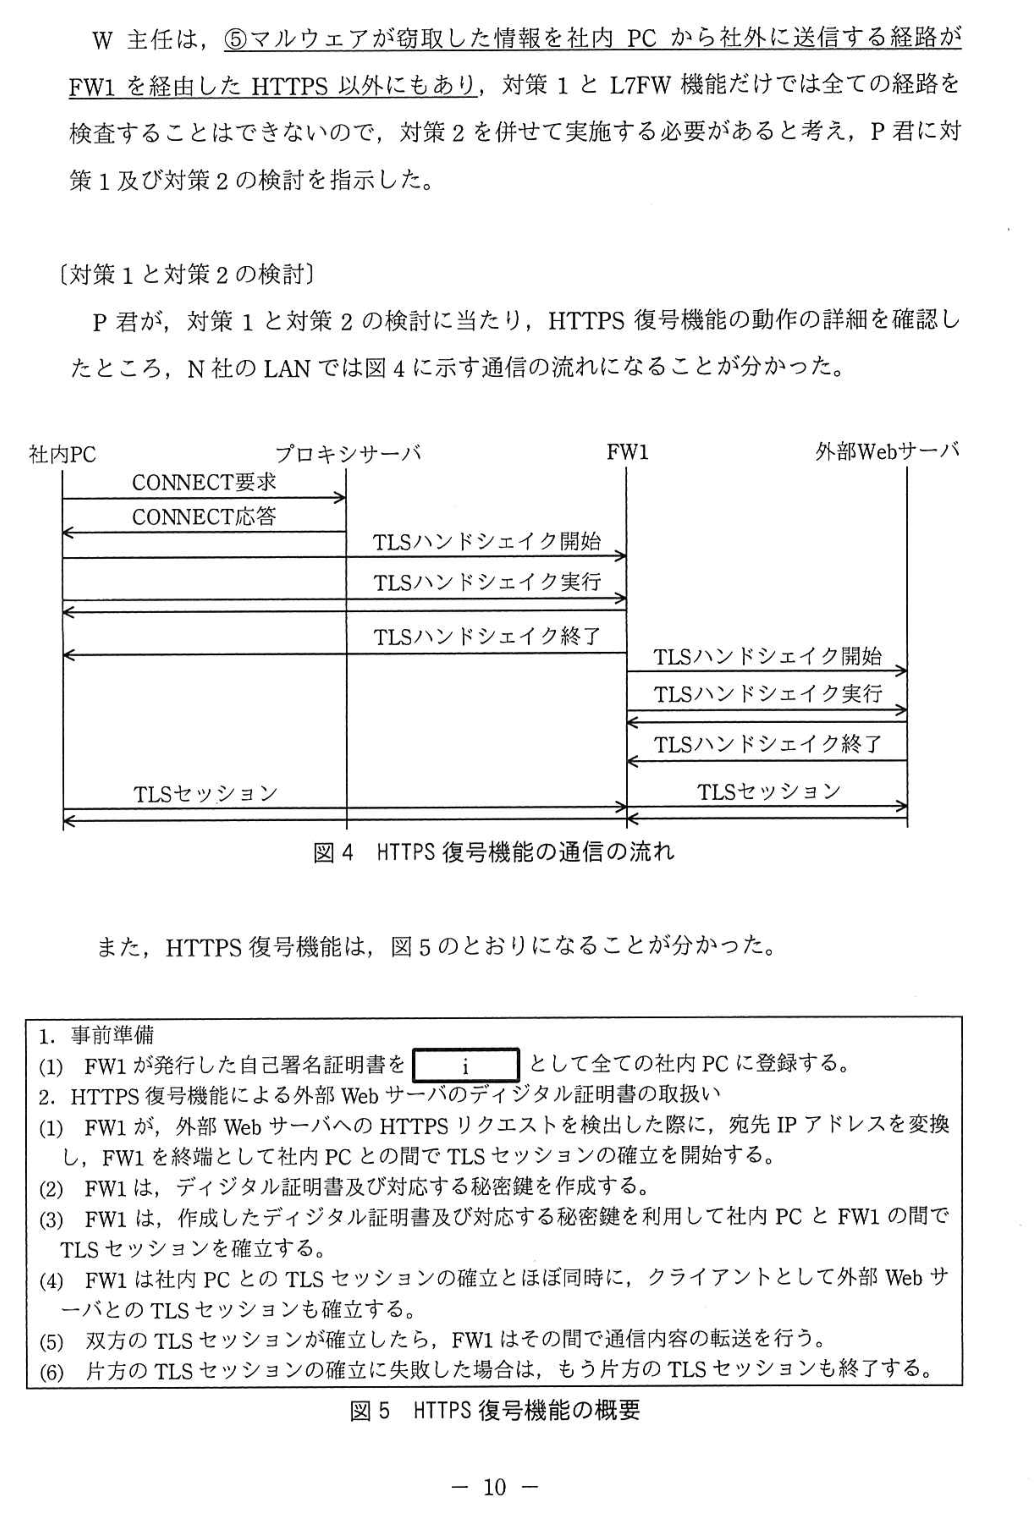 W 主任は，⑤マルウェアが窃取した情報を社内 PC から社外に送信する経路が
FW1 を経由した HTTPS 以外にもあり，対策 1 と L7FW 機能だけでは全ての経路を
検査することはできないので，対策 2 を併せて実施する必要があると考え，P 君に対
策 1 及び対策 2 の検討を指示した。
〔対策 1 と対策 2 の検討〕
P 君が，対策 1 と対策 2 の検討に当たり，HTTPS 復号機能の動作の詳細を確認し
たところ，N 社の LAN では図 4 に示す通信の流れになることが分かった。
社内PC プロキシサーバ FW1 外部Webサーバ
CONNECT要求
CONNECT応答
TLSハンドシェイク開始
TLSハンドシェイク実行
TLSハンドシェイク終了
TLSハンドシェイク開始
TLSハンドシェイク実行
TLSハンドシェイク終了
TLSセッション TLSセッション
図 4 HTTPS 復号機能の通信の流れ
また，HTTPS 復号機能は，図 5 のとおりになることが分かった。
1．事前準備
(1) FW1 が発行した自己署名証明書を i として全ての社内 PC に登録する。
2．HTTPS 復号機能による外部 Web サーバのディジタル証明書の取扱い
(1) FW1 が，外部 Web サーバへの HTTPS リクエストを検出した際に，宛先 IP アドレスを変換
し，FW1 を終端として社内 PC との間で TLS セッションの確立を開始する。
(2) FW1 は，ディジタル証明書及び対応する秘密鍵を作成する。
(3) FW1 は，作成したディジタル証明書及び対応する秘密鍵を利用して社内 PC と FW1 の間で
TLS セッションを確立する。
(4) FW1 は社内 PC との TLS セッションの確立とほぼ同時に，クライアントとして外部 Web サ
ーバとの TLS セッションも確立する。
(5) 双方の TLS セッションが確立したら，FW1 はその間で通信内容の転送を行う。
(6) 片方の TLS セッションの確立に失敗した場合は，もう片方の TLS セッションも終了する。
図 5 HTTPS 復号機能の概要
－ 10 －